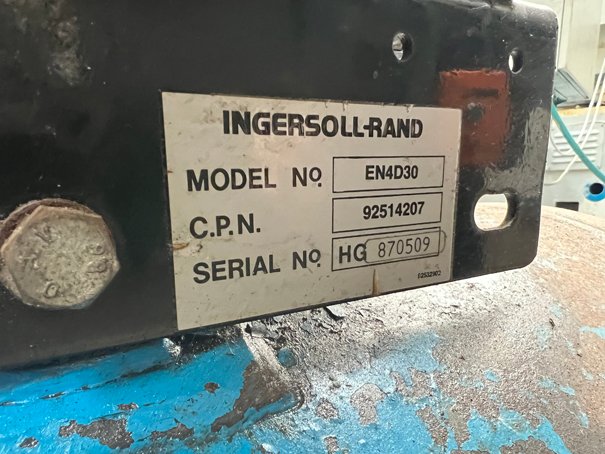 INGERSOLL-RAND
MODEL Nº EN4D30
C.P.N. 92514207
SERIAL Nº HG 870509